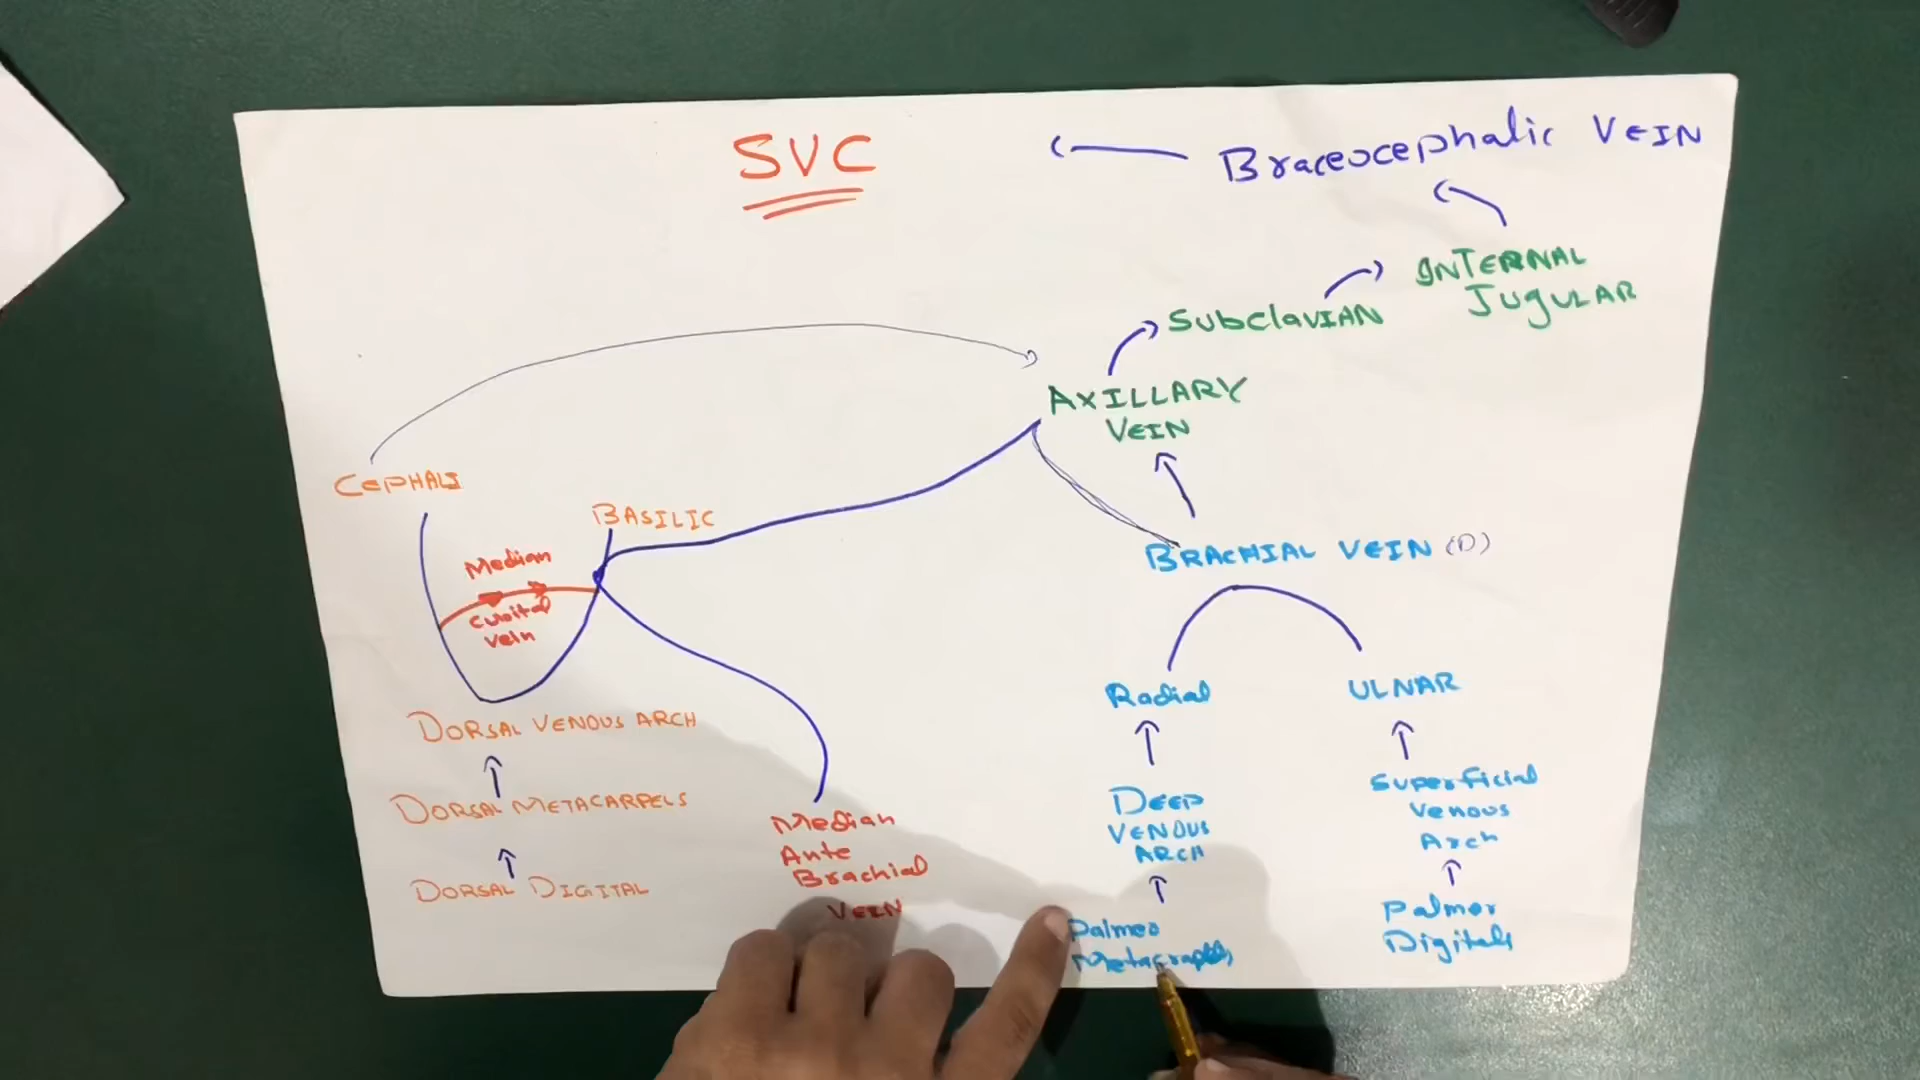 SVC
Braceocephalic VEIN
INTERNAL
JUGULAR
SubclaVIAN
AXILLARY
VEIN
CEPHALI
BASILIC
Median
Cubital
Vein
BRACHIAL VEIN (D)
Radial
ULNAR
DORSAL VENOUS ARCH
DORSAL METACARPELS
DORSAL DIGITAL
Median
Ante
Brachial
VEIN
DEEP
VENOUS
ARCH
Palmer
Superficial
Venous
Arch
Palmer
Digitals